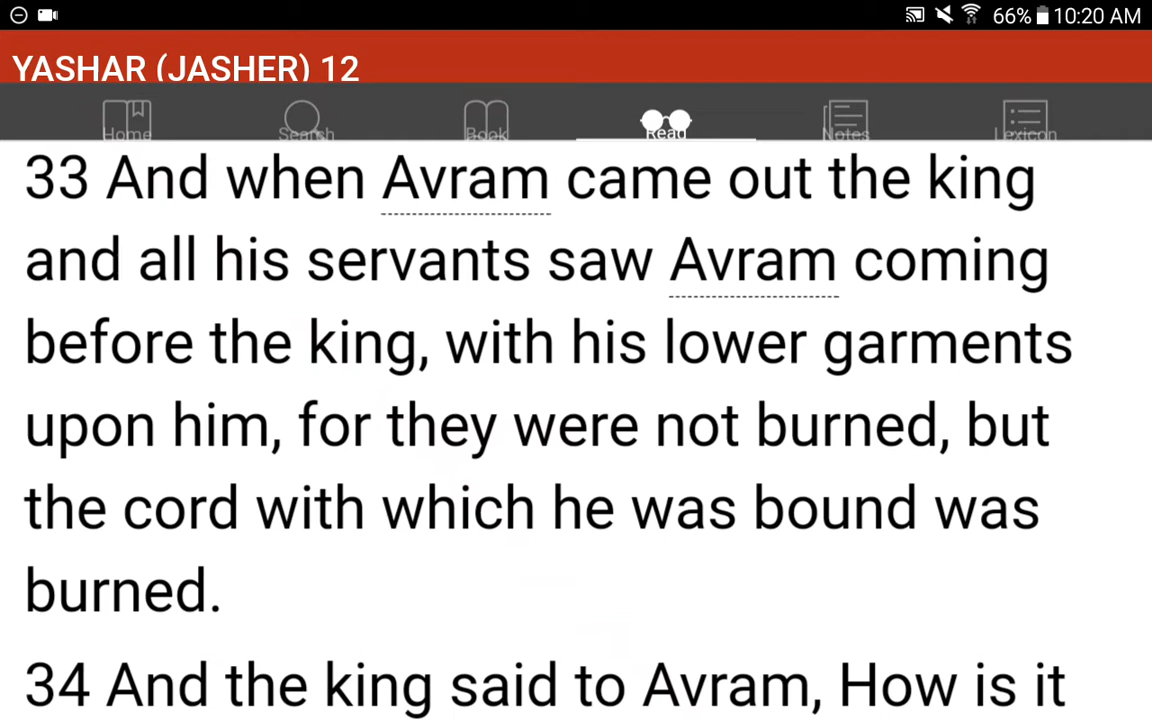 66% 10:20 AM
YASHAR (JASHER) 12
Home Search Book Read Notes Lexicon
33 And when Avram came out the king
and all his servants saw Avram coming
before the king, with his lower garments
upon him, for they were not burned, but
the cord with which he was bound was
burned.
34 And the king said to Avram, How is it